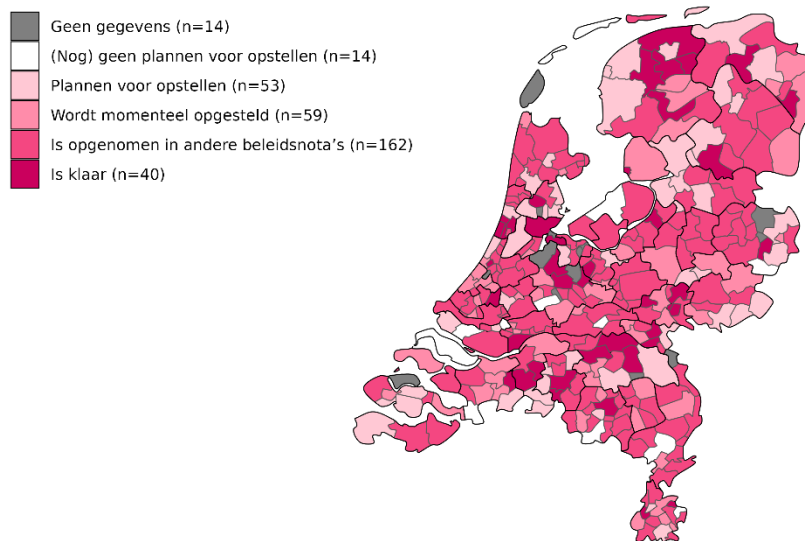 Geen gegevens (n=14)
(Nog) geen plannen voor opstellen (n=14)
Plannen voor opstellen (n=53)
Wordt momenteel opgesteld (n=59)
Is opgenomen in andere beleidsnota’s (n=162)
Is klaar (n=40)